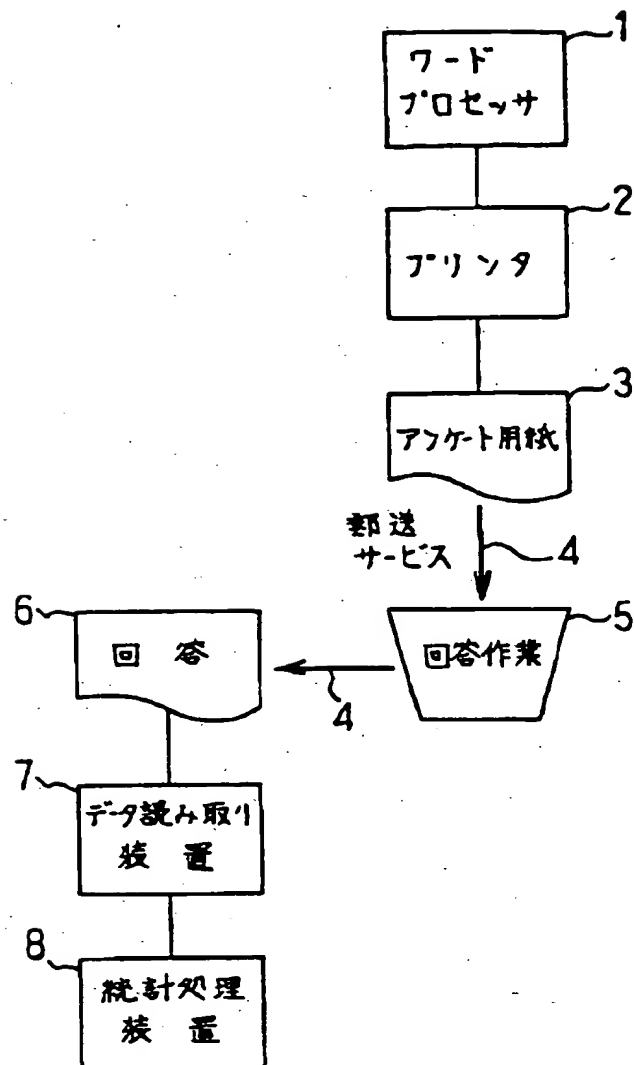 1
ワード
プロセッサ
2
プリンタ
3
アンケート用紙
郵送
サービス
4
5
回答作業
4
6
回答
7
データ読み取り
装置
8
統計処理
装置